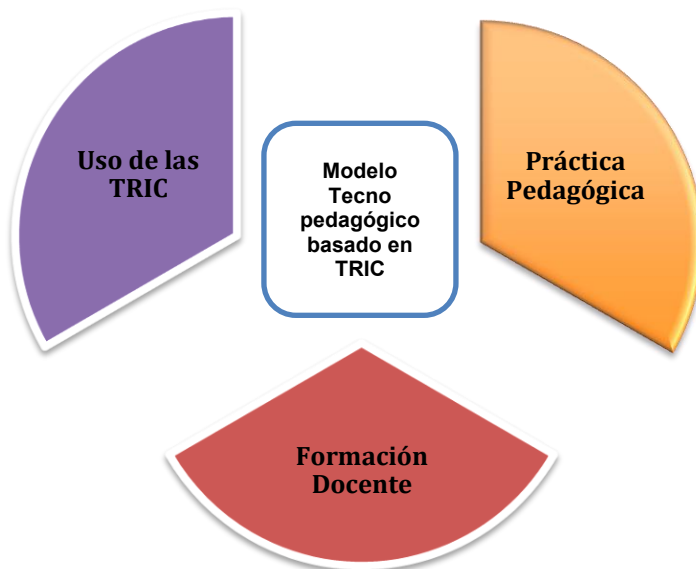 Uso de las
TRIC
Modelo
Tecno
pedagógico
basado en
TRIC
Práctica
Pedagógica
Formación
Docente